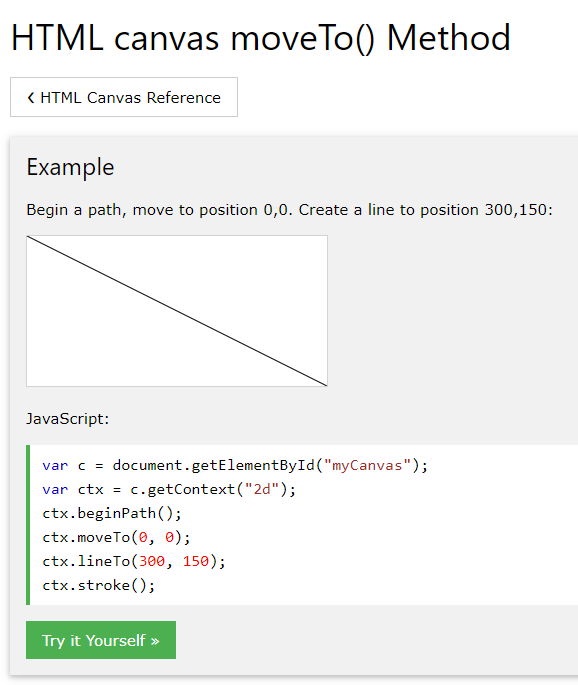 HTML canvas moveTo() Method
❮ HTML Canvas Reference
Example
Begin a path, move to position 0,0. Create a line to position 300,150:
JavaScript:
var c = document.getElementById("myCanvas");
var ctx = c.getContext("2d");
ctx.beginPath();
ctx.moveTo(0, 0);
ctx.lineTo(300, 150);
ctx.stroke();
Try it Yourself »